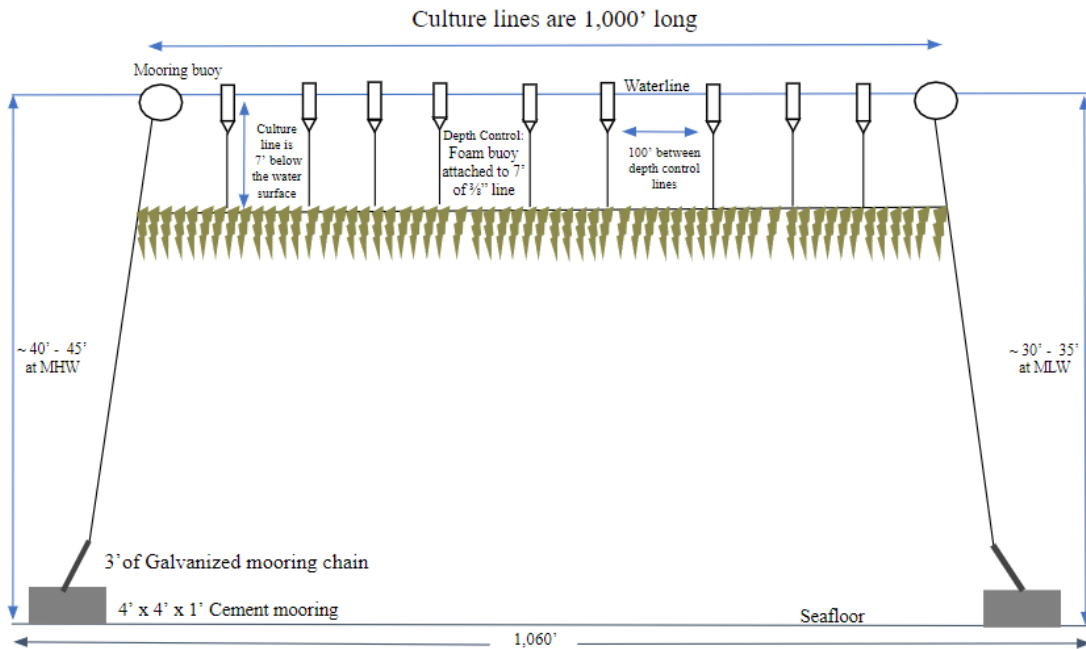 Culture lines are 1,000’ long
Mooring buoy
Waterline
Culture
line is
7’ below
the water
surface
Depth Control:
Foam buoy
attached to 7’
of ⅜” line
100’ between
depth control
lines
~ 40’ - 45’
at MHW
~ 30’ - 35’
at MLW
3’ of Galvanized mooring chain
4’ x 4’ x 1’ Cement mooring
Seafloor
1,060’